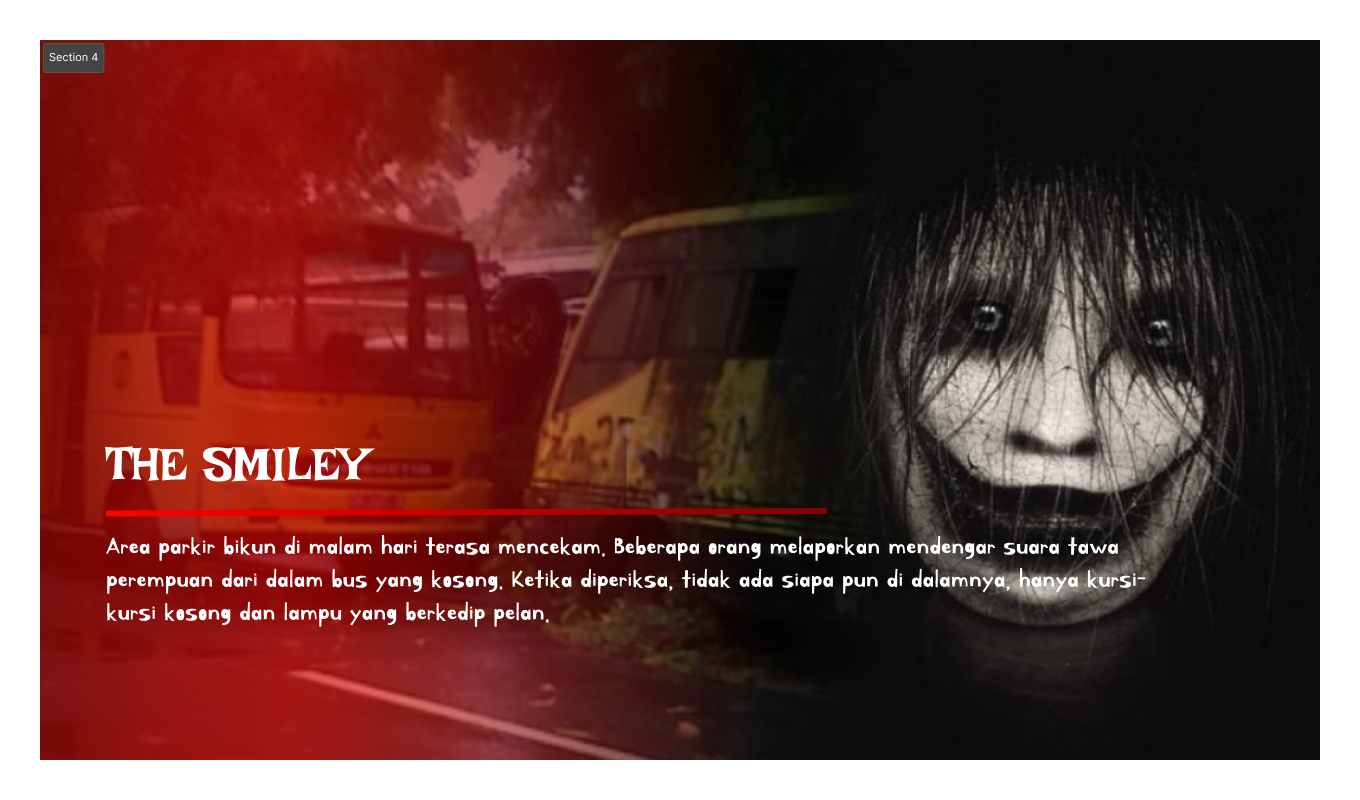 Section 4
THE SMILEY
Area parkir bikun di malam hari terasa mencekam. Beberapa orang melaporkan mendengar suara tawa
perempuan dari dalam bus yang kosong. Ketika diperiksa, tidak ada siapa pun di dalamnya, hanya kursi-
kursi kosong dan lampu yang berkedip pelan.